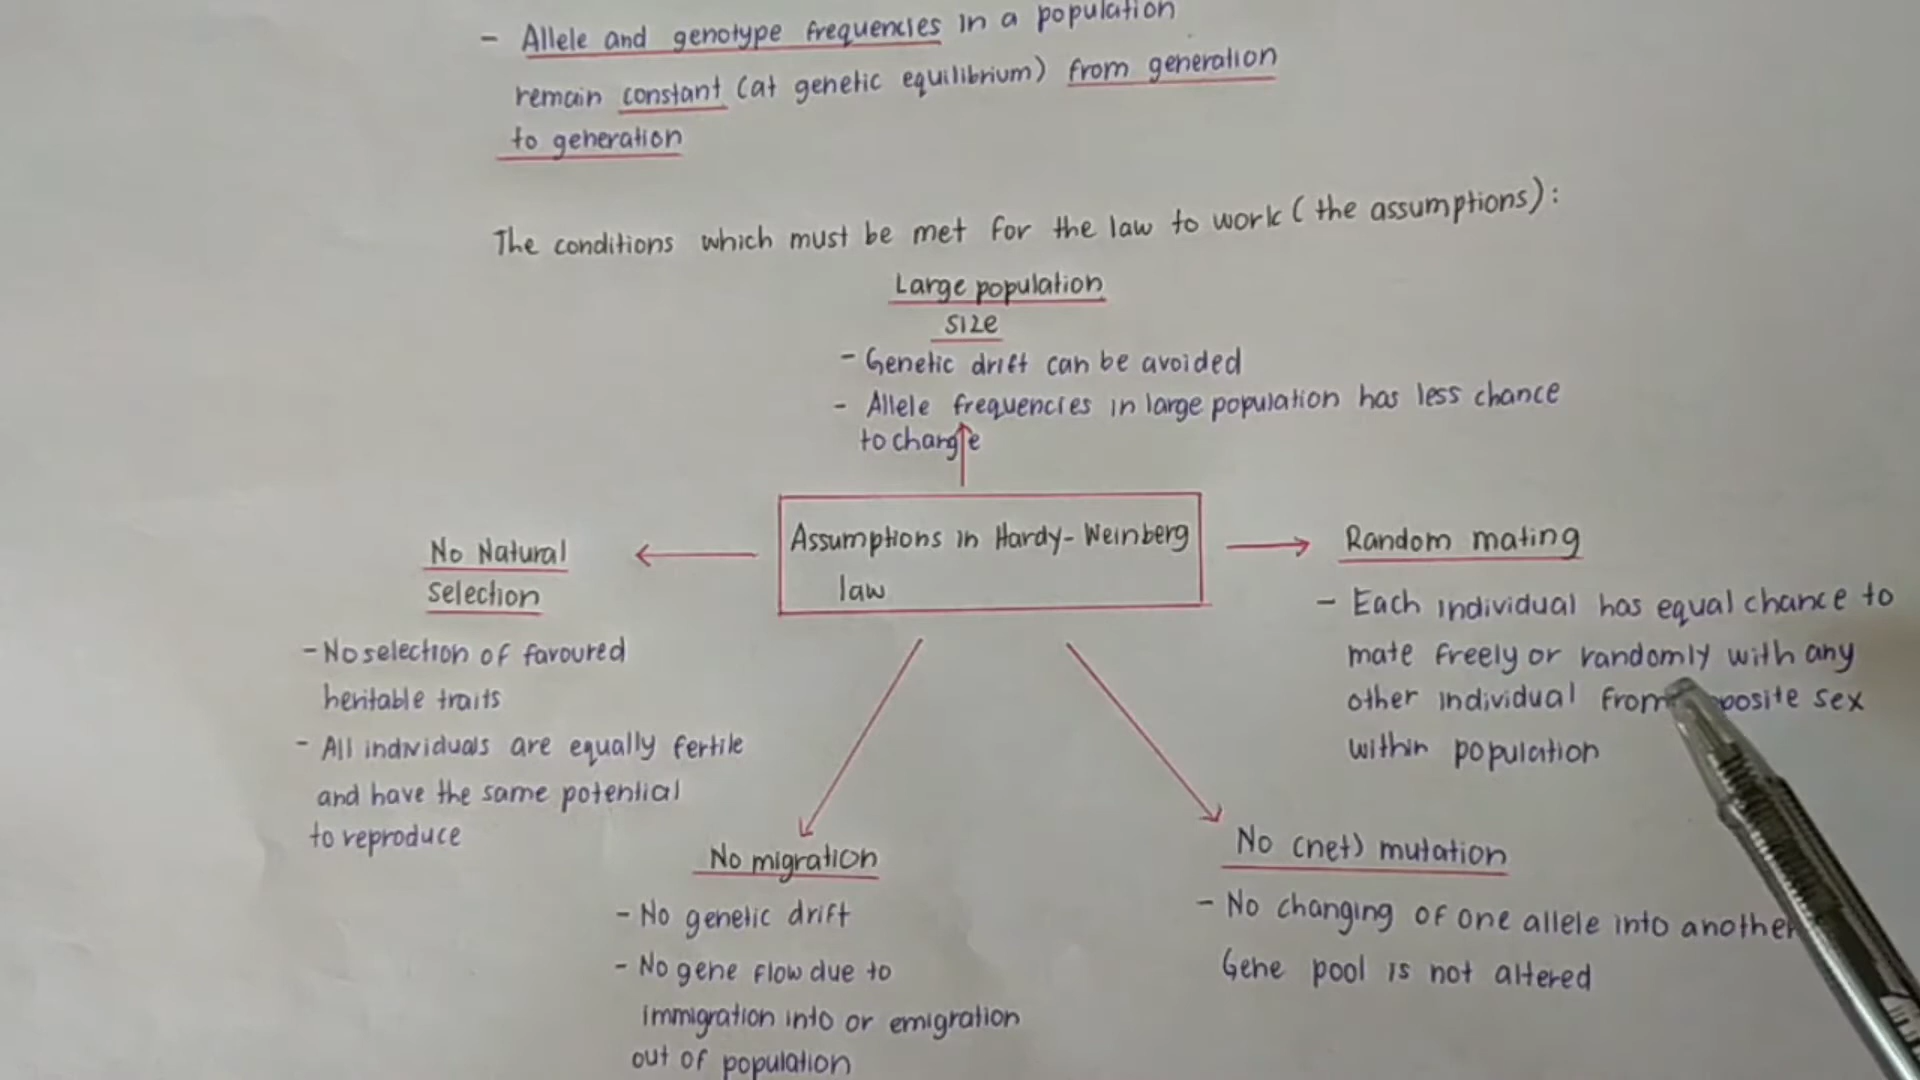 - Allele and genotype frequencies in a population
remain constant (at genetic equilibrium) from generation
to generation
The conditions which must be met for the law to work (the assumptions):
Large population
size
- Genetic drift can be avoided
- Allele frequencies in large population has less chance
to change
Assumptions in Hardy-Weinberg
law
No Natural
selection
- No selection of favoured
heritable traits
- All individuals are equally fertile
and have the same potential
to reproduce
Random mating
- Each individual has equal chance to
mate freely or randomly with any
other individual from posite sex
within population
No migration
- No genetic drift
- No gene flow due to
immigration into or emigration
out of population
No (net) mutation
- No changing of one allele into another
Gene pool is not altered